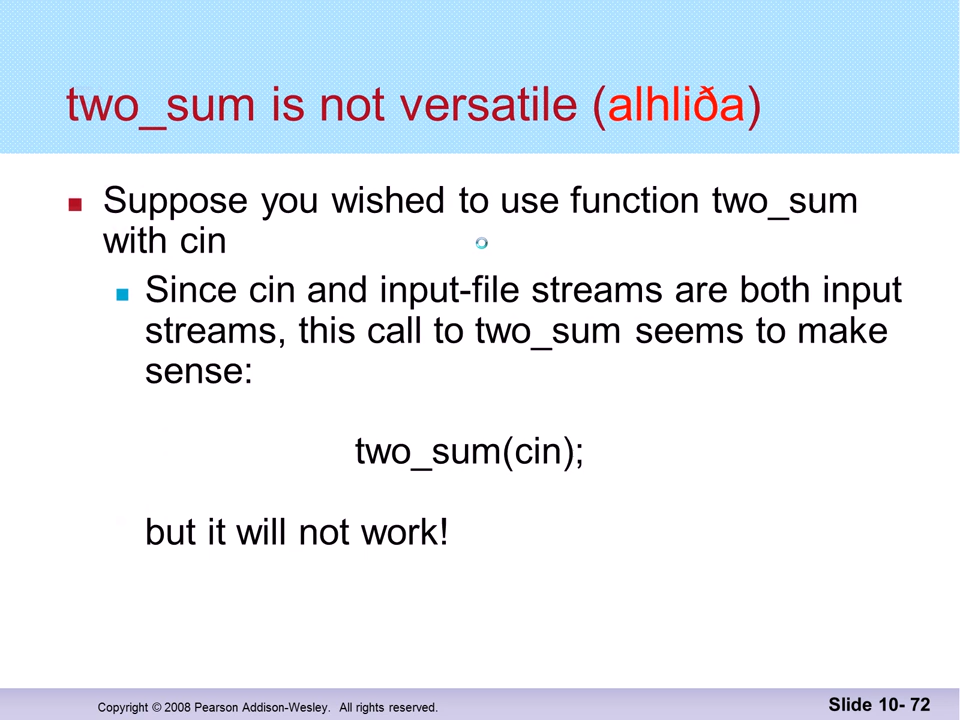 two_sum is not versatile (alhliða)
Suppose you wished to use function two_sum
with cin
Since cin and input-file streams are both input
streams, this call to two_sum seems to make
sense:
two_sum(cin);
but it will not work!
Copyright © 2008 Pearson Addison-Wesley. All rights reserved.
Slide 10- 72